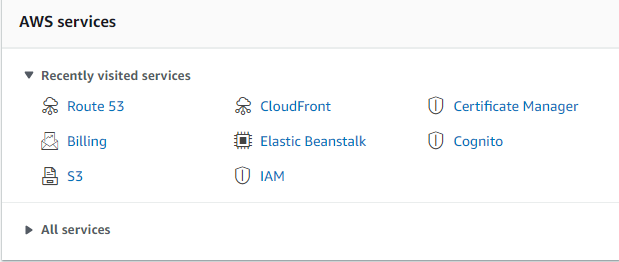 AWS services
Recently visited services
Route 53 CloudFront Certificate Manager
Billing Elastic Beanstalk Cognito
S3 IAM
All services